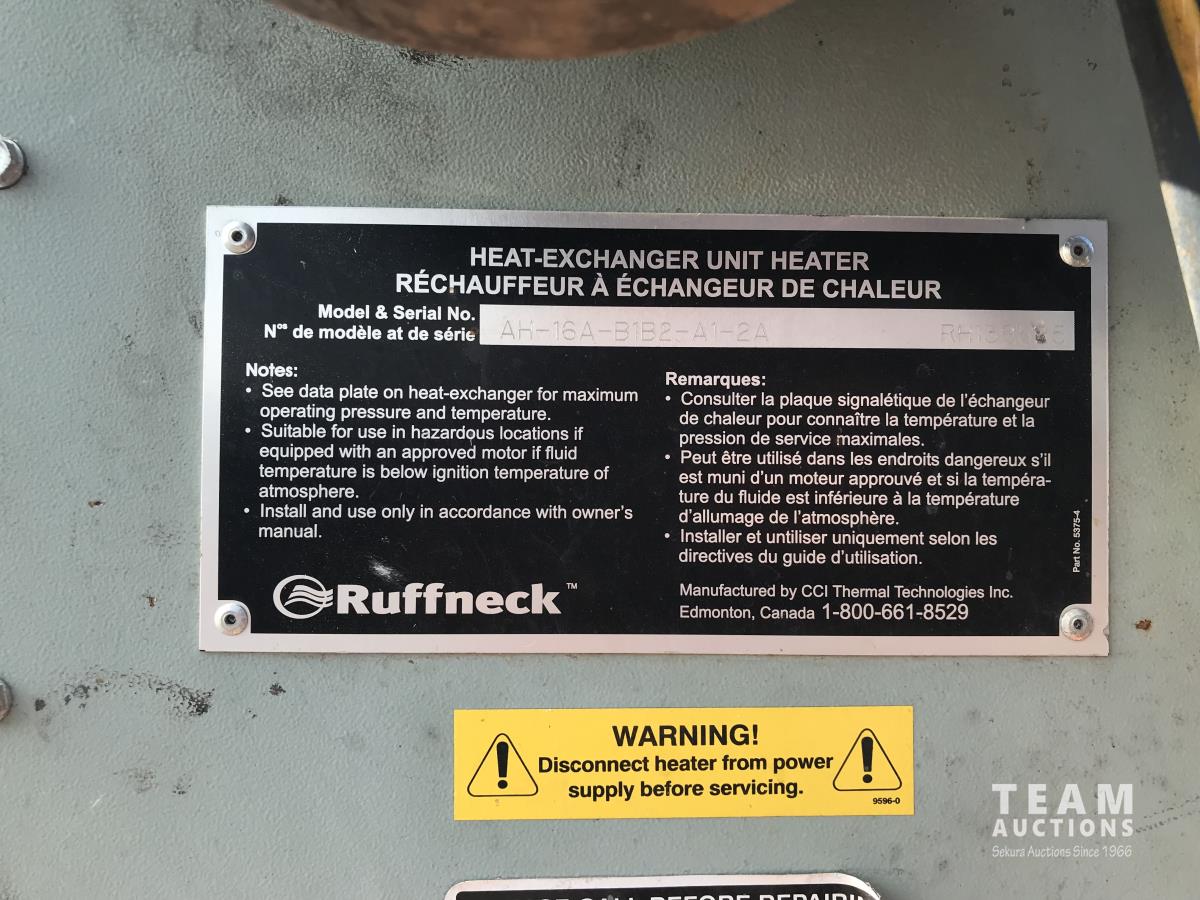 HEAT-EXCHANGER UNIT HEATER
RÉCHAUFFEUR À ÉCHANGEUR DE CHALEUR
Model & Serial No.
Nos de modèle at de série
AH-16A-B1B2-A1-2A
Notes:
• See data plate on heat-exchanger for maximum
operating pressure and temperature.
• Suitable for use in hazardous locations if
equipped with an approved motor if fluid
temperature is below ignition temperature of
atmosphere.
• Install and use only in accordance with owner's
manual.
Ruffneck™
Remarques:
• Consulter la plaque signalétique de l'échangeur
de chaleur pour connaître la température et la
pression de service maximales.
• Peut être utilisé dans les endroits dangereux s'il
est muni d'un moteur approuvé et si la tempéra-
ture du fluide est inférieure à la température
d'allumage de l'atmosphère.
• Installer et untiliser uniquement selon les
directives du guide d'utilisation.
Manufactured by CCI Thermal Technologies Inc.
Edmonton, Canada 1-800-661-8529
Part No. 5375-4
WARNING!
Disconnect heater from power
supply before servicing.
9596-0
TEAM
AUCTIONS
Sekura Auctions Since 1966
CALL BEFORE